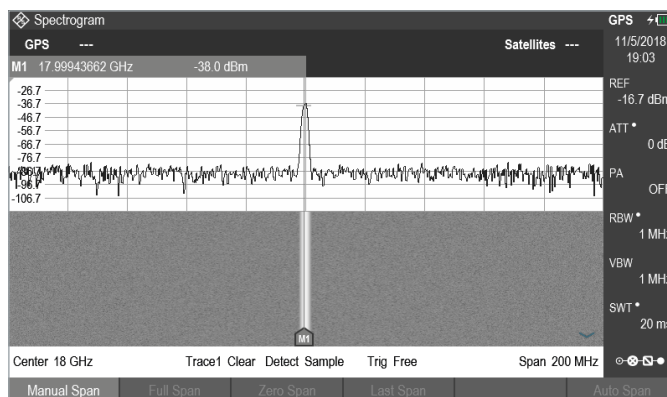 Spectrogram
GPS
GPS ---
Satellites ---
11/5/2018
19:03
M1 17.99943662 GHz -38.0 dBm
-26.7
-36.7
-46.7
-56.7
-66.7
-76.7
-96.7
-106.7
REF
-16.7 dBm
ATT
0 dB
PA
OFF
RBW
1 MHz
VBW
1 MHz
SWT
20 ms
M1
Center 18 GHz Trace1 Clear Detect Sample Trig Free Span 200 MHz
Manual Span Full Span Zero Span Last Span Auto Span